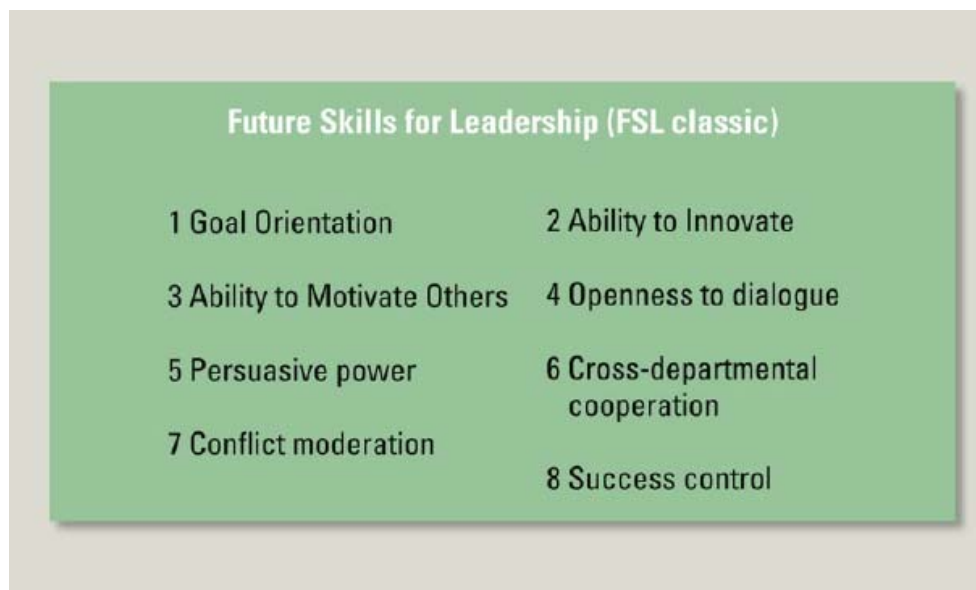 Future Skills for Leadership (FSL classic)
1 Goal Orientation
2 Ability to Innovate
3 Ability to Motivate Others
4 Openness to dialogue
5 Persuasive power
6 Cross-departmental
cooperation
7 Conflict moderation
8 Success control